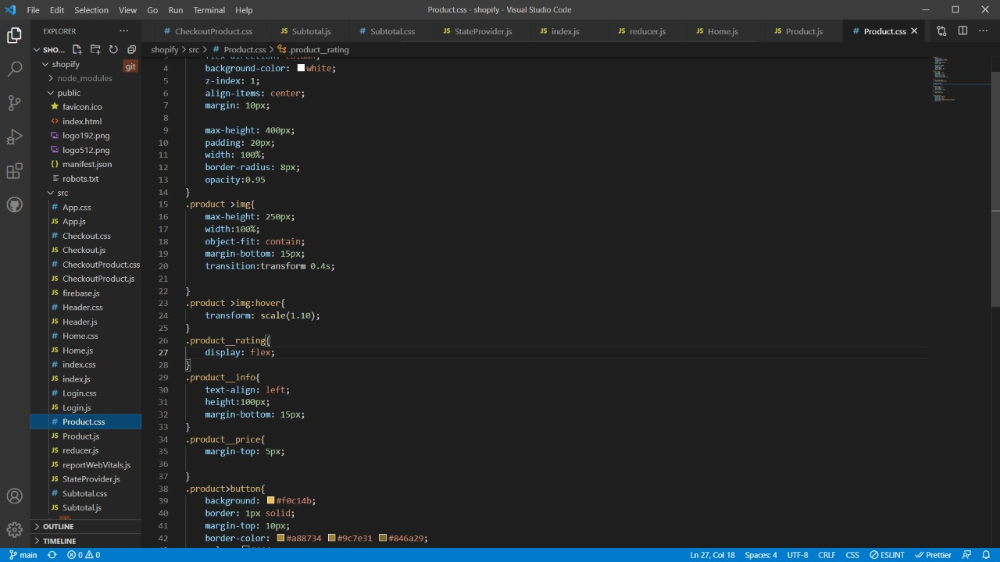 File Edit Selection View Go Run Terminal Help
Product.css - shopify - Visual Studio Code
EXPLORER
CheckoutProduct.css Subtotal.js Subtotal.css StateProvider.js index.js reducer.js Home.js Product.js Product.css
SHO...
shopify > src > Product.css > .product__rating
shopify
git
node_modules
public
favicon.ico
index.html
logo192.png
logo512.png
manifest.json
robots.txt
src
App.css
App.js
Checkout.css
Checkout.js
CheckoutProduct.css
CheckoutProduct.js
firebase.js
Header.css
Header.js
Home.css
Home.js
index.css
index.js
Login.css
Login.js
Product.css
Product.js
reducer.js
reportWebVitals.js
StateProvider.js
Subtotal.css
Subtotal.js
OUTLINE
TIMELINE
3 flex-direction: column;
4 background-color: white;
5 z-index: 1;
6 align-items: center;
7 margin: 10px;
8
9 max-height: 400px;
10 padding: 20px;
11 width: 100%;
12 border-radius: 8px;
13 opacity:0.95
14 }
15 .product >img{
16 max-height: 250px;
17 width:100%;
18 object-fit: contain;
19 margin-bottom: 15px;
20 transition:transform 0.4s;
21
22 }
23 .product >img:hover{
24 transform: scale(1.10);
25 }
26 .product__rating{
27 display: flex;
28 }
29 .product__info{
30 text-align: left;
31 height:100px;
32 margin-bottom: 15px;
33 }
34 .product__price{
35 margin-top: 5px;
36
37 }
38 .product>button{
39 background: #f0c14b;
40 border: 1px solid;
41 margin-top: 10px;
42 border-color: #a88734 #9c7e31 #846a29;
main 0 0 Ln 27, Col 18 Spaces: 4 UTF-8 CRLF CSS ESLINT Prettier